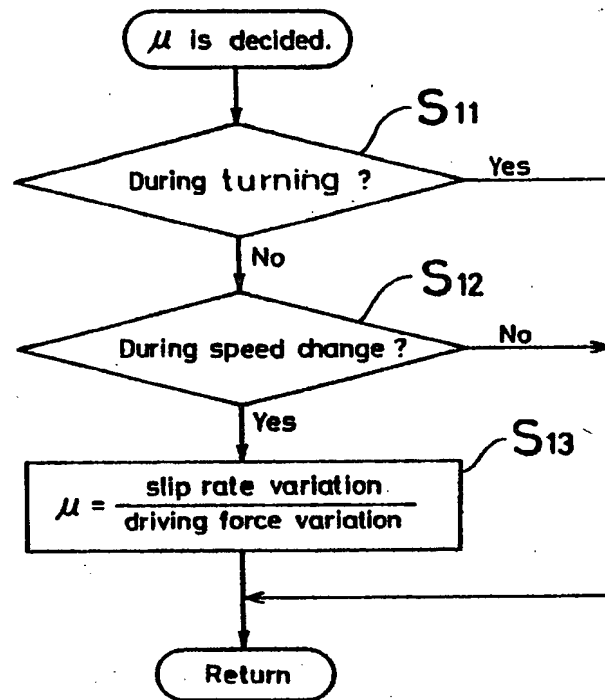 μ is decided.
S11
During turning ?
Yes
No
S12
During speed change ?
No
Yes
S13
μ = slip rate variation
driving force variation
Return